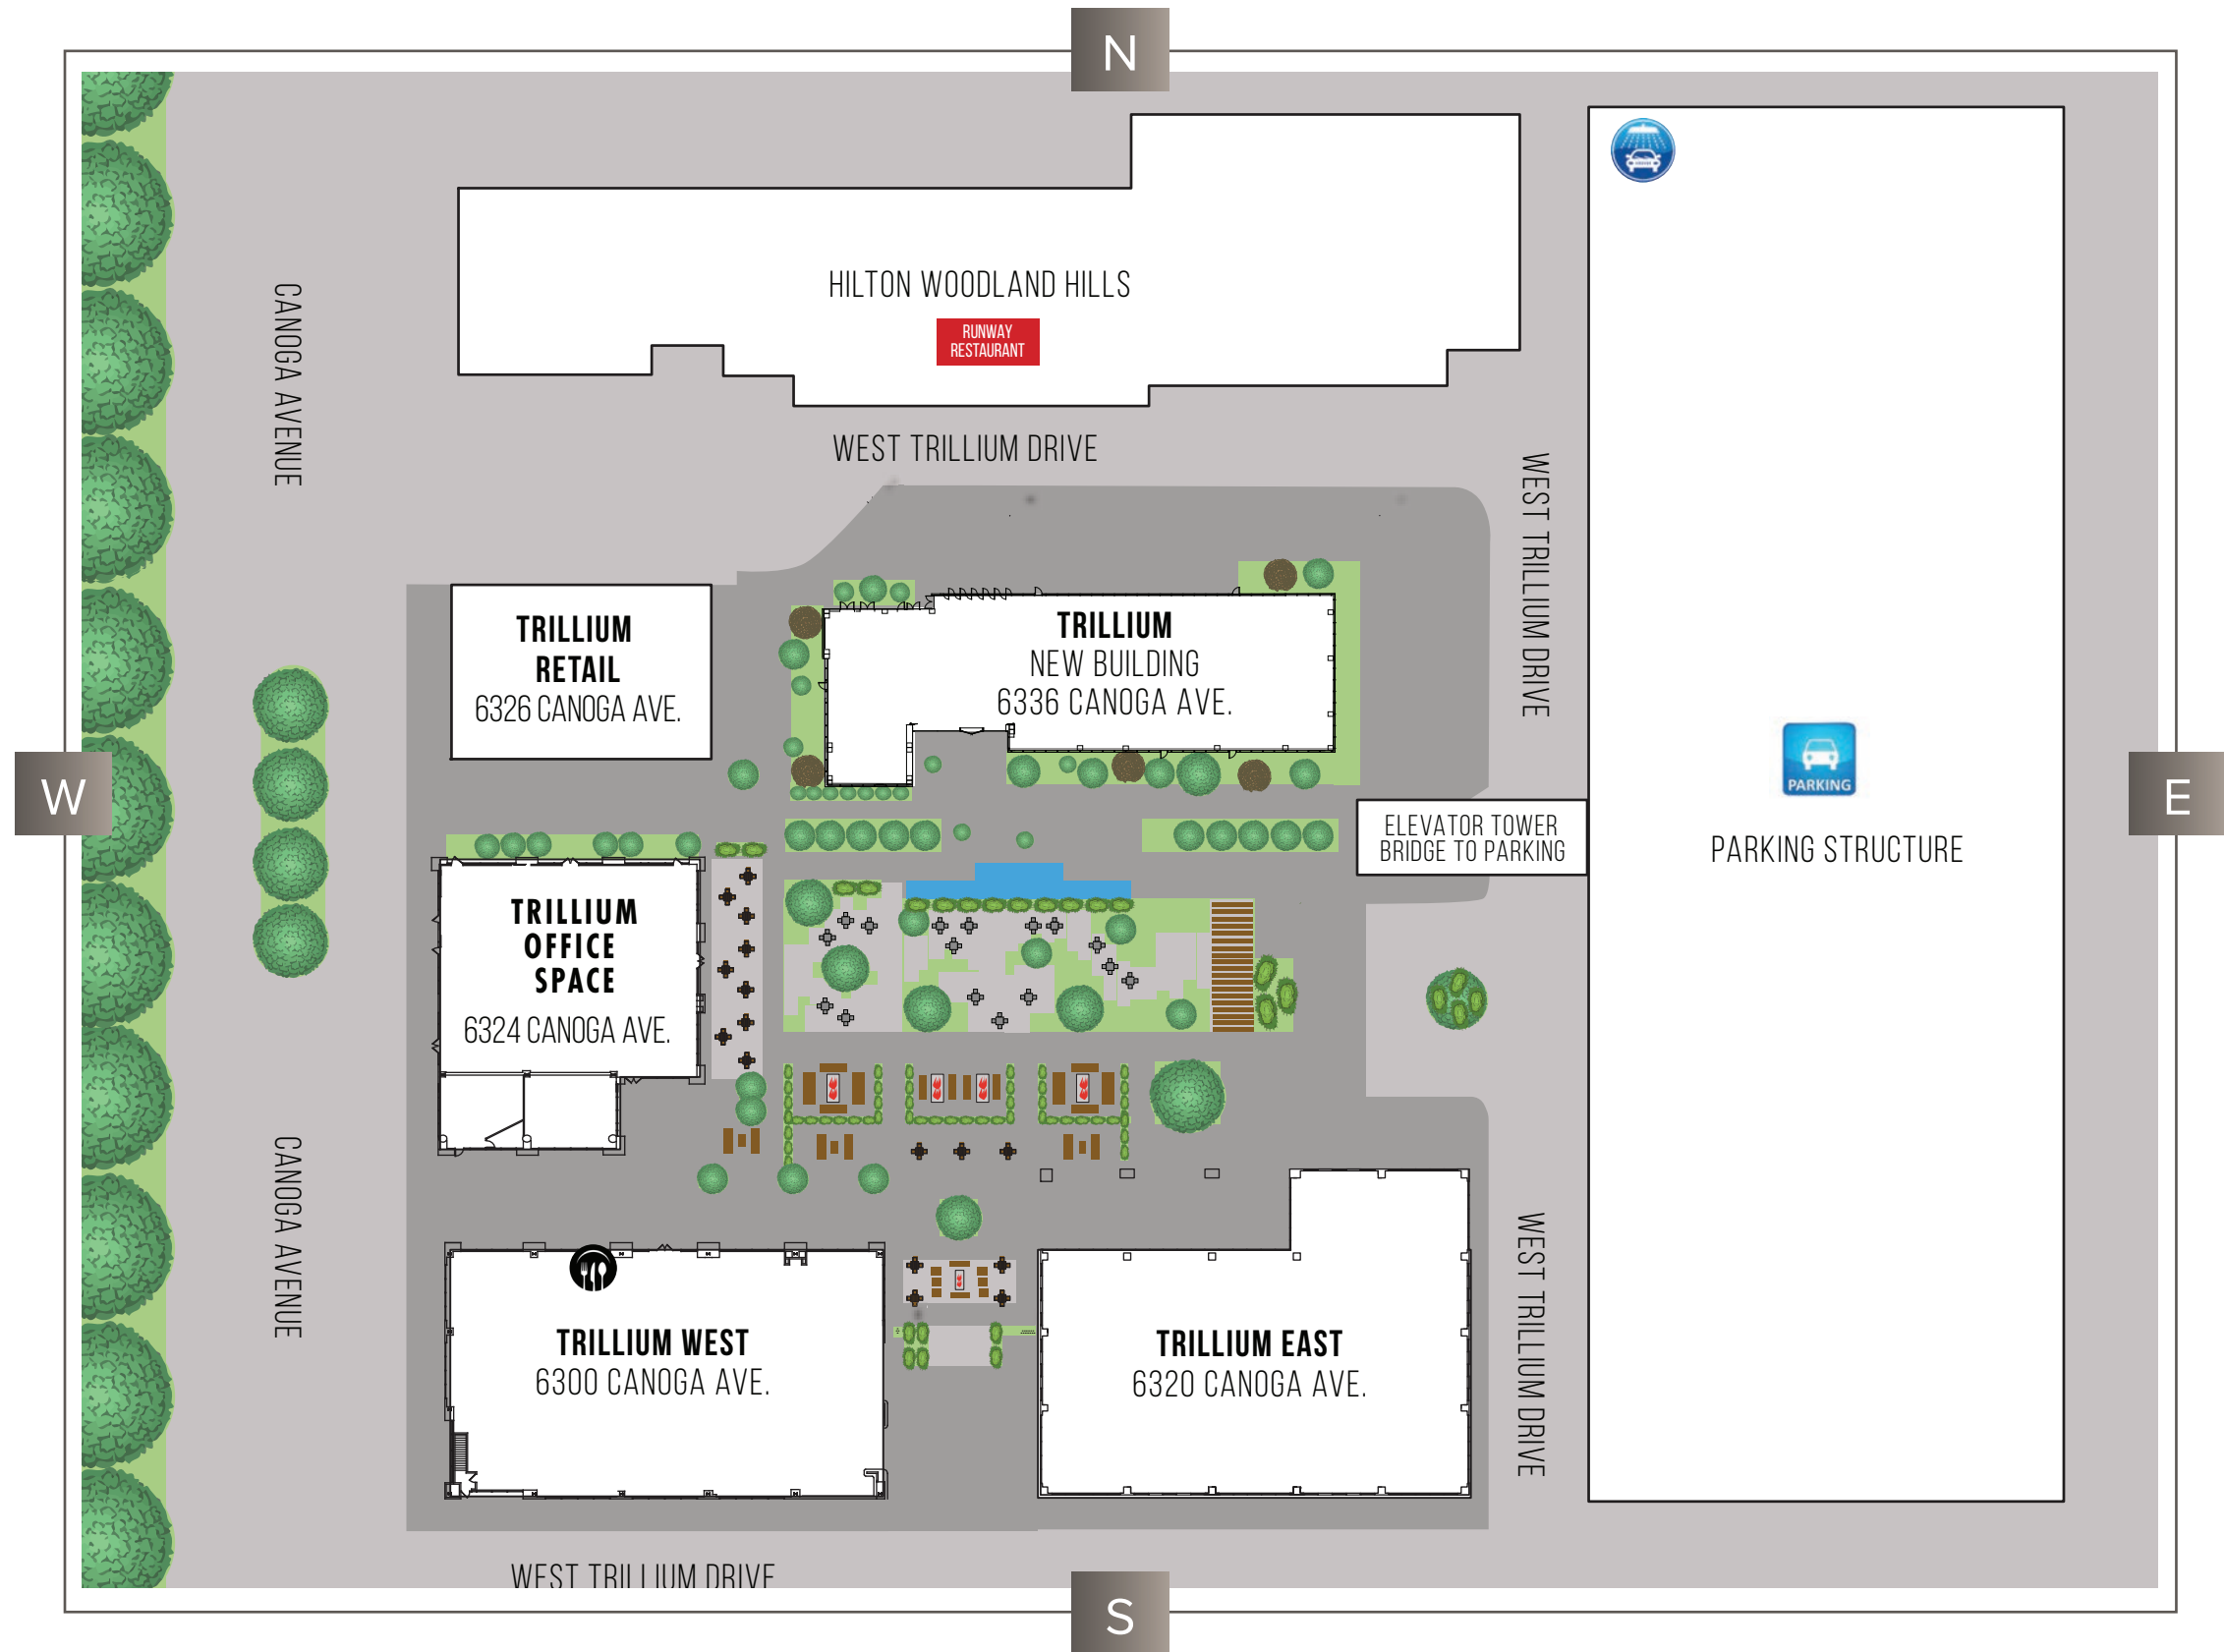 N
HILTON WOODLAND HILLS
RUNWAY
RESTAURANT
CANOGA AVENUE
WEST TRILLIUM DRIVE
WEST TRILLIUM DRIVE
TRILLIUM
RETAIL
6326 CANOGA AVE.
TRILLIUM
NEW BUILDING
6336 CANOGA AVE.
W
E
PARKING
PARKING STRUCTURE
ELEVATOR TOWER
BRIDGE TO PARKING
TRILLIUM
OFFICE
SPACE
6324 CANOGA AVE.
CANOGA AVENUE
WEST TRILLIUM DRIVE
TRILLIUM WEST
6300 CANOGA AVE.
TRILLIUM EAST
6320 CANOGA AVE.
WEST TRILLIUM DRIVE
S